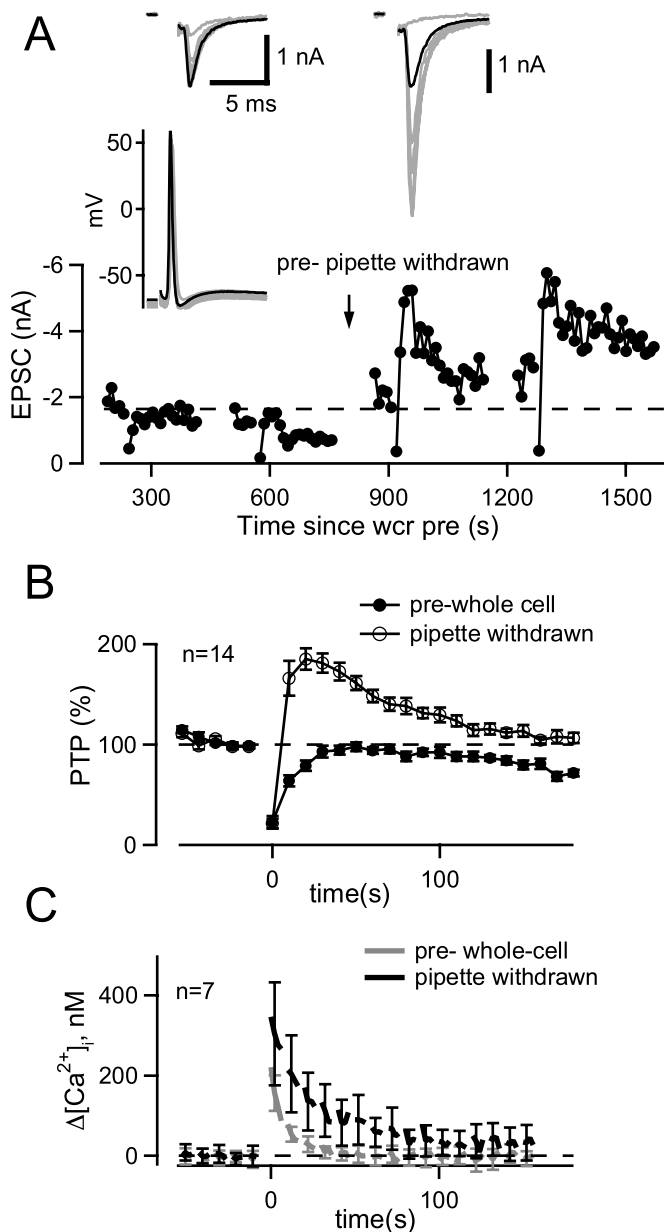 A
1 nA
1 nA
5 ms
50
0
-50
mV
pre- pipette withdrawn
-6
-4
-2
0
EPSC (nA)
300 600 900 1200 1500
Time since wcr pre (s)
B
pre-whole cell
pipette withdrawn
n=14
200
100
0
PTP (%)
0 100
time(s)
C
pre- whole-cell
pipette withdrawn
n=7
400
200
0
Δ[Ca²⁺]ᵢ, nM
0 100
time(s)